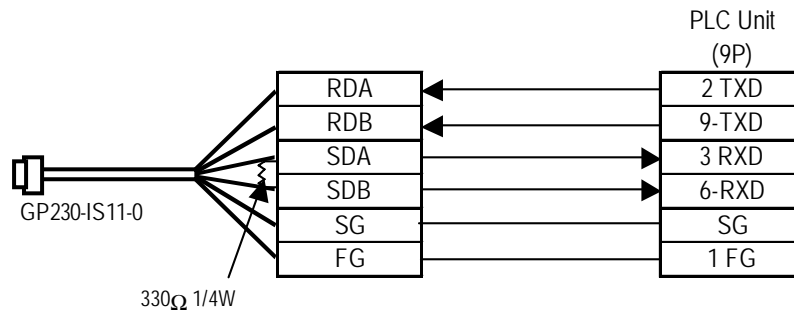 PLC Unit
(9P)
RDA 2 TXD
RDB 9-TXD
SDA 3 RXD
SDB 6-RXD
SG SG
FG 1 FG
GP230-IS11-0
330Ω 1/4W